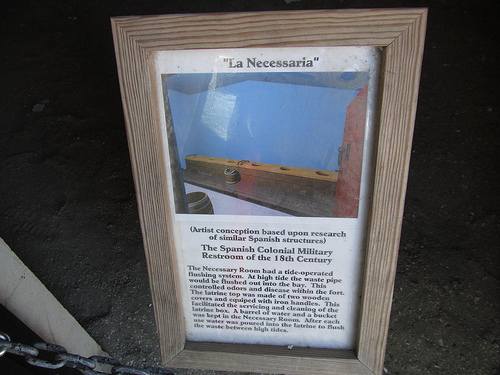 "La Necessaria"
(Artist conception based upon research
of similar Spanish structures)
The Spanish Colonial Military
Restroom of the 18th Century
The Necessary Room had a tide-operated
flushing system. At high tide the waste pipe
would be flushed out into the bay. This
controlled odors and disease within the fort.
The latrine top was made of two wooden
covers and equiped with iron handles. This
facilitated the servicing and cleaning of the
latrine box. A barrel of water and a bucket
was kept in the Necessary Room. After each
use water was poured into the latrine to flush
the waste between high tides.